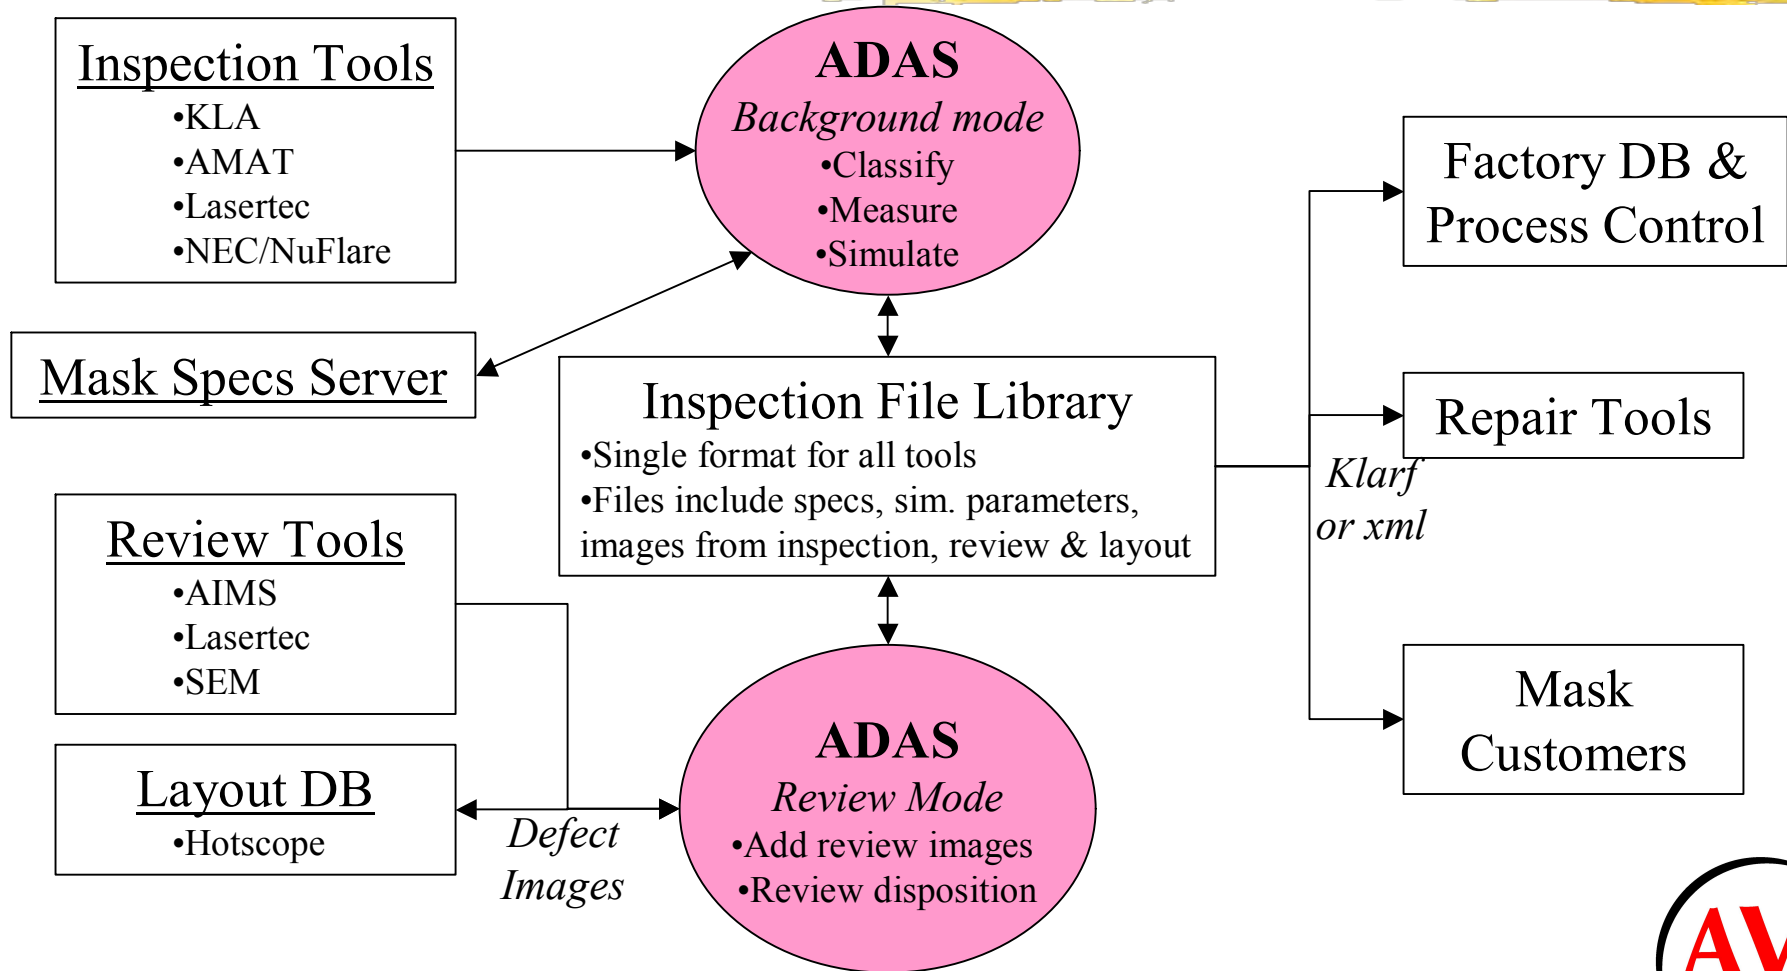 Inspection Tools
•KLA
•AMAT
•Lasertec
•NEC/NuFlare
ADAS
Background mode
•Classify
•Measure
•Simulate
Factory DB &
Process Control
Mask Specs Server
Inspection File Library
•Single format for all tools
•Files include specs, sim. parameters,
images from inspection, review & layout
Repair Tools
Klarf
or xml
Review Tools
•AIMS
•Lasertec
•SEM
Mask
Customers
Layout DB
•Hotscope
Defect
Images
ADAS
Review Mode
•Add review images
•Review disposition
AV